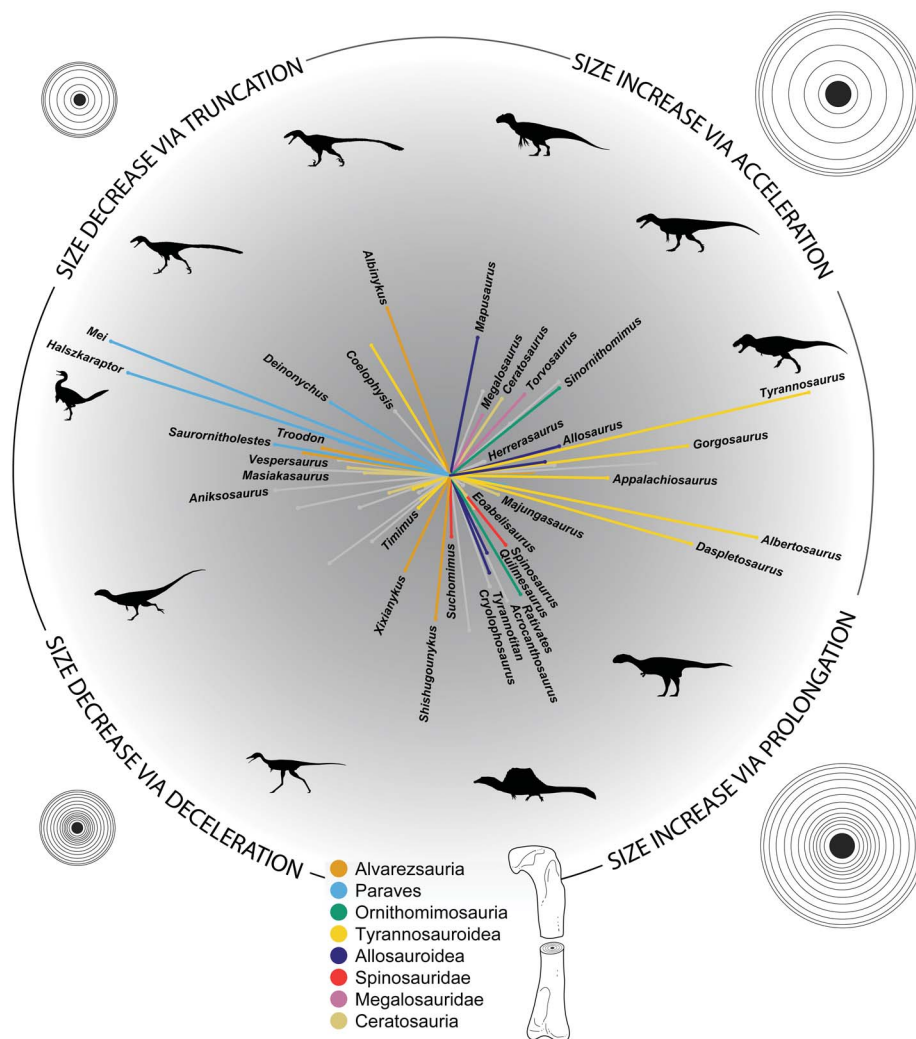 SIZE DECREASE VIA TRUNCATION
SIZE INCREASE VIA ACCELERATION
Albinykus
Mapusaurus
Mei
Halszkaraptor
Deinonychus
Coelophysis
Megalosaurus
Ceratosaurus
Torvosaurus
Sinornithomimus
Tyrannosaurus
Troodon
Saurornitholestes
Herrerasaurus
Allosaurus
Gorgosaurus
Vespersaurus
Masiakasaurus
Aniksosaurus
Appalachiosaurus
Timimus
Eoabelisaurus
Majungasaurus
Albertosaurus
Daspletosaurus
Xixianykus
Suchomimus
Spinosaurus
Quilmesaurus
Rativates
Acrocanthosaurus
Tyrannotitan
Cryolophosaurus
Shishugounykus
SIZE DECREASE VIA DECELERATION
SIZE INCREASE VIA PROLONGATION
Alvarezsauria
Paraves
Ornithomimosauria
Tyrannosauroidea
Allosauroidea
Spinosauridae
Megalosauridae
Ceratosauria